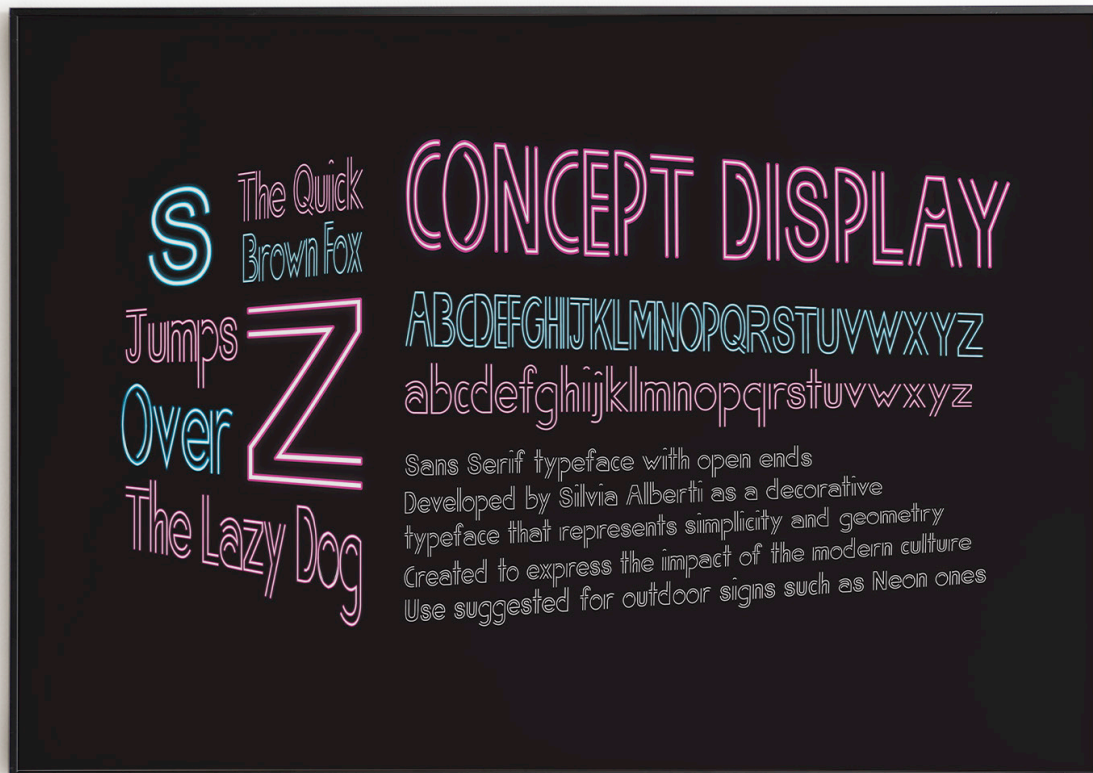 S
The Quick
Brown Fox
Jumps
Z
Over
The Lazy Dog
CONCEPT DISPLAY
ABCDEFGHIJKLMNOPQRSTUVWXYZ
abcdefghijklmnopqrstuvwxyz
Sans Serif typeface with open ends
Developed by Silvia Alberti as a decorative
typeface that represents simplicity and geometry
Created to express the impact of the modern culture
Use suggested for outdoor signs such as Neon ones